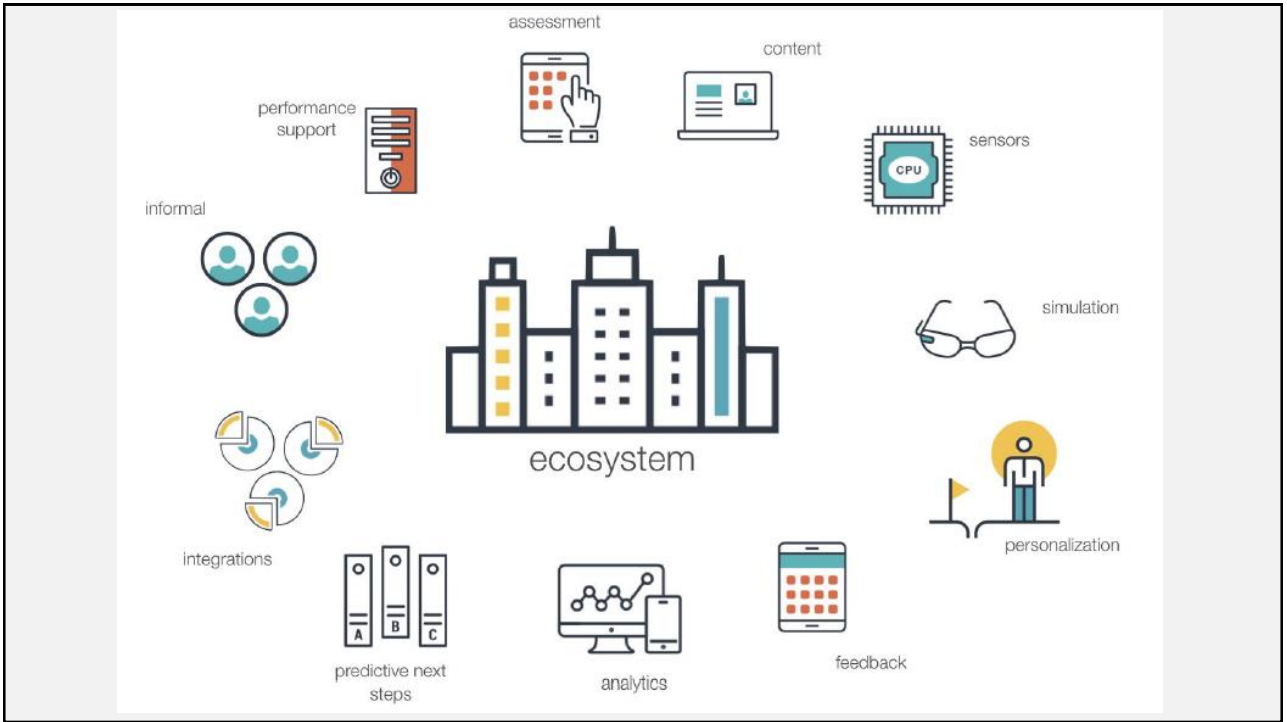 assessment
content
performance
support
CPU
sensors
informal
simulation
ecosystem
personalization
integrations
A
B
C
feedback
predictive next
steps
analytics